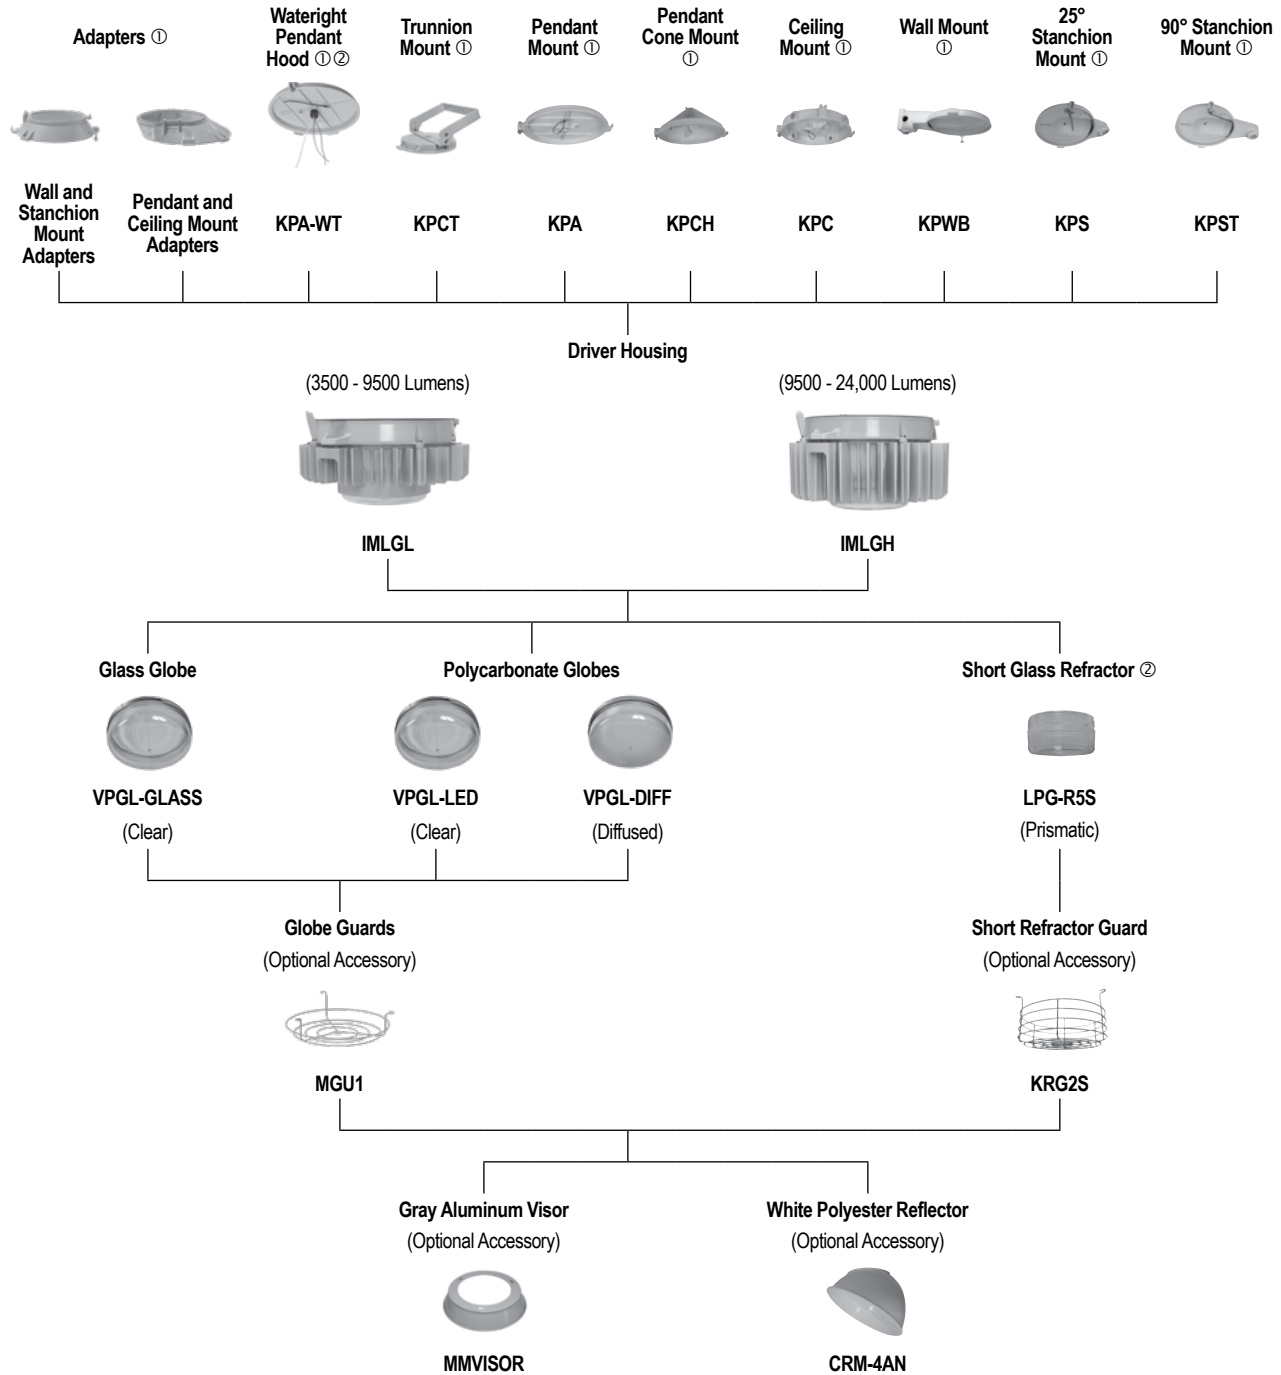 Adapters ①
Wateright
Pendant
Hood ①②
Trunnion
Mount ①
Pendant
Mount ①
Pendant
Cone Mount
①
Ceiling
Mount ①
Wall Mount
①
25°
Stanchion
Mount ①
90° Stanchion
Mount ①
Wall and
Stanchion
Mount
Adapters
Pendant and
Ceiling Mount
Adapters
KPA-WT
KPCT
KPA
KPCH
KPC
KPWB
KPS
KPST
Driver Housing
(3500 - 9500 Lumens)
(9500 - 24,000 Lumens)
IMLGL
IMLGH
Glass Globe
Polycarbonate Globes
Short Glass Refractor ②
VPGL-GLASS
VPGL-LED
VPGL-DIFF
LPG-R5S
(Clear)
(Clear)
(Diffused)
(Prismatic)
Globe Guards
(Optional Accessory)
Short Refractor Guard
(Optional Accessory)
MGU1
KRG2S
Gray Aluminum Visor
(Optional Accessory)
White Polyester Reflector
(Optional Accessory)
MMVISOR
CRM-4AN